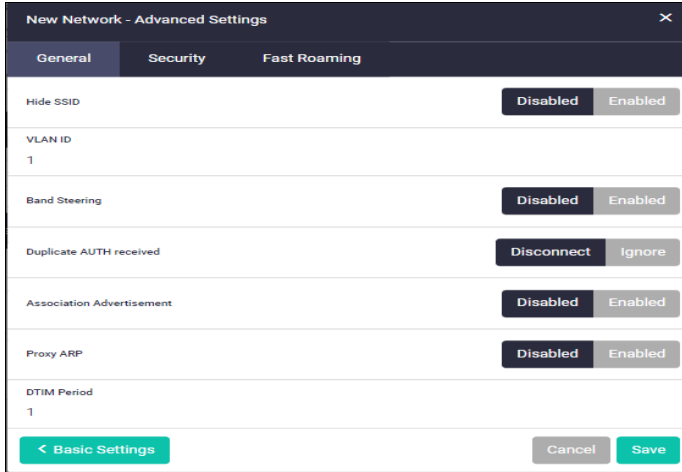 New Network - Advanced Settings ×
General Security Fast Roaming
Hide SSID Disabled Enabled
VLAN ID
1
Band Steering Disabled Enabled
Duplicate AUTH received Disconnect Ignore
Association Advertisement Disabled Enabled
Proxy ARP Disabled Enabled
DTIM Period
1
< Basic Settings Cancel Save